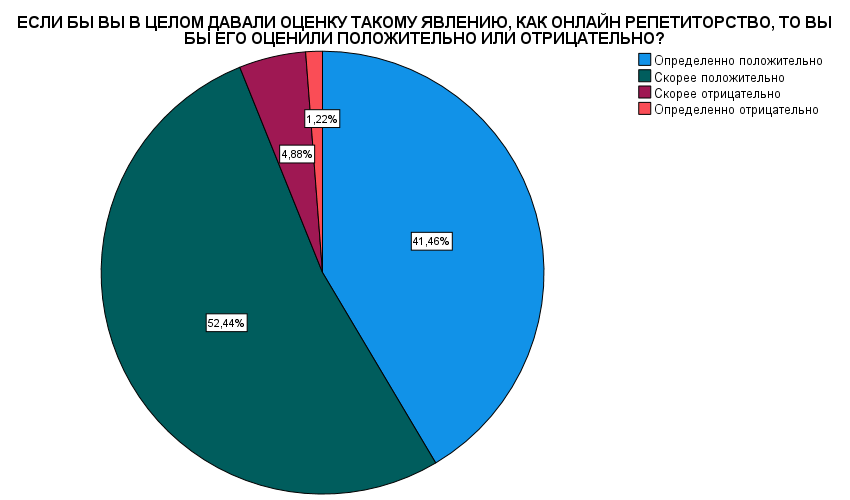 ЕСЛИ БЫ ВЫ В ЦЕЛОМ ДАВАЛИ ОЦЕНКУ ТАКОМУ ЯВЛЕНИЮ, КАК ОНЛАЙН РЕПЕТИТОРСТВО, ТО ВЫ
БЫ ЕГО ОЦЕНИЛИ ПОЛОЖИТЕЛЬНО ИЛИ ОТРИЦАТЕЛЬНО?
Определенно положительно
Скорее положительно
Скорее отрицательно
Определенно отрицательно
1,22%
4,88%
41,46%
52,44%